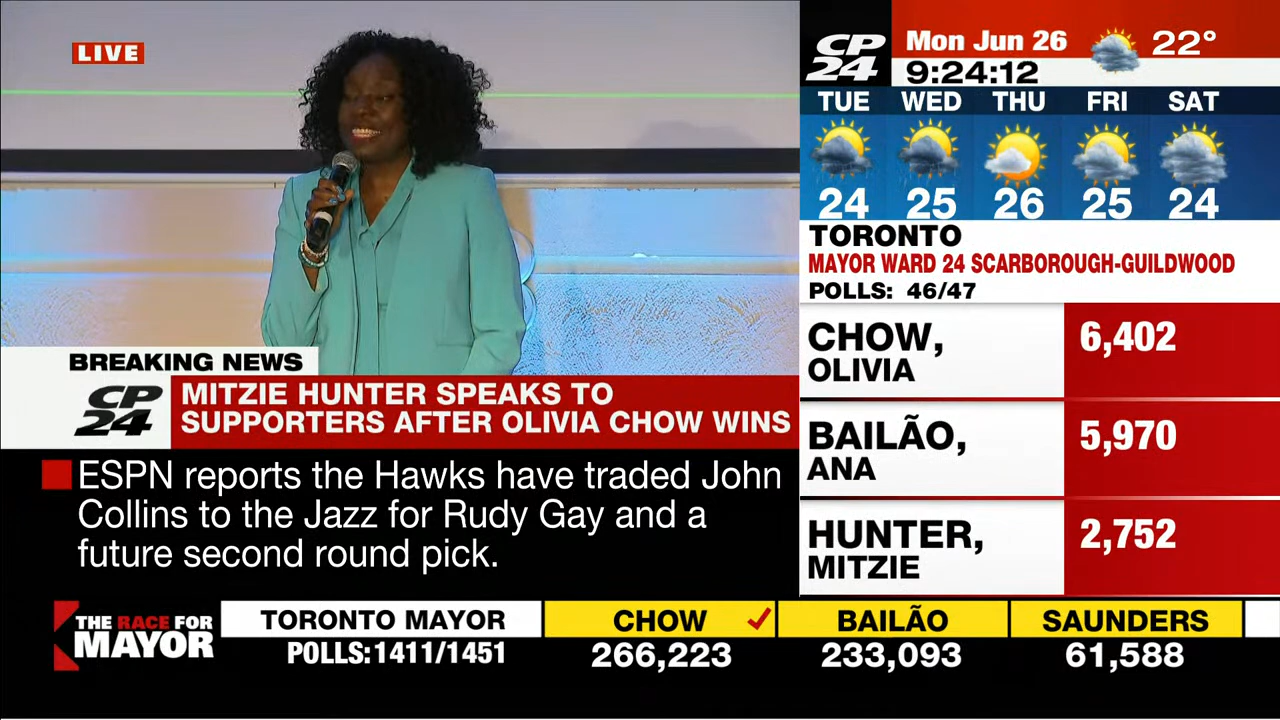 LIVE
CP
24
Mon Jun 26
22°
9:24:12
TUE WED THU FRI SAT
24 25 26 25 24
TORONTO
MAYOR WARD 24 SCARBOROUGH-GUILDWOOD
POLLS: 46/47
CHOW,
OLIVIA
6,402
BAILÃO,
ANA
5,970
HUNTER,
MITZIE
2,752
BREAKING NEWS
CP
24
MITZIE HUNTER SPEAKS TO
SUPPORTERS AFTER OLIVIA CHOW WINS
ESPN reports the Hawks have traded John
Collins to the Jazz for Rudy Gay and a
future second round pick.
THE RACE FOR
MAYOR
TORONTO MAYOR
POLLS:1411/1451
CHOW
266,223
BAILÃO
233,093
SAUNDERS
61,588